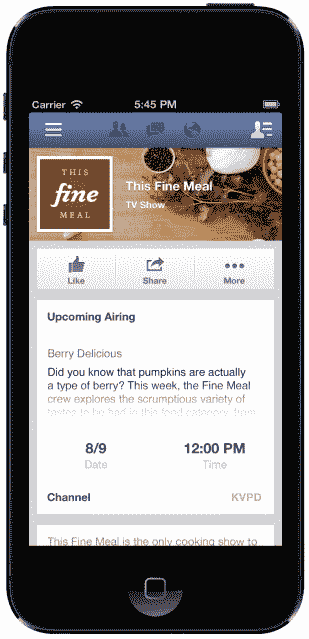 Carrier 5:45 PM
THIS
fine
MEAL
This Fine Meal
TV Show
Like Share More
Upcoming Airing
Berry Delicious
Did you know that pumpkins are actually
a type of berry? This week, the Fine Meal
crew explores the scrumptious variety of
tastes to be had in this food category, from
8/9 12:00 PM
Date Time
Channel KVPD
This Fine Meal is the only cooking show to